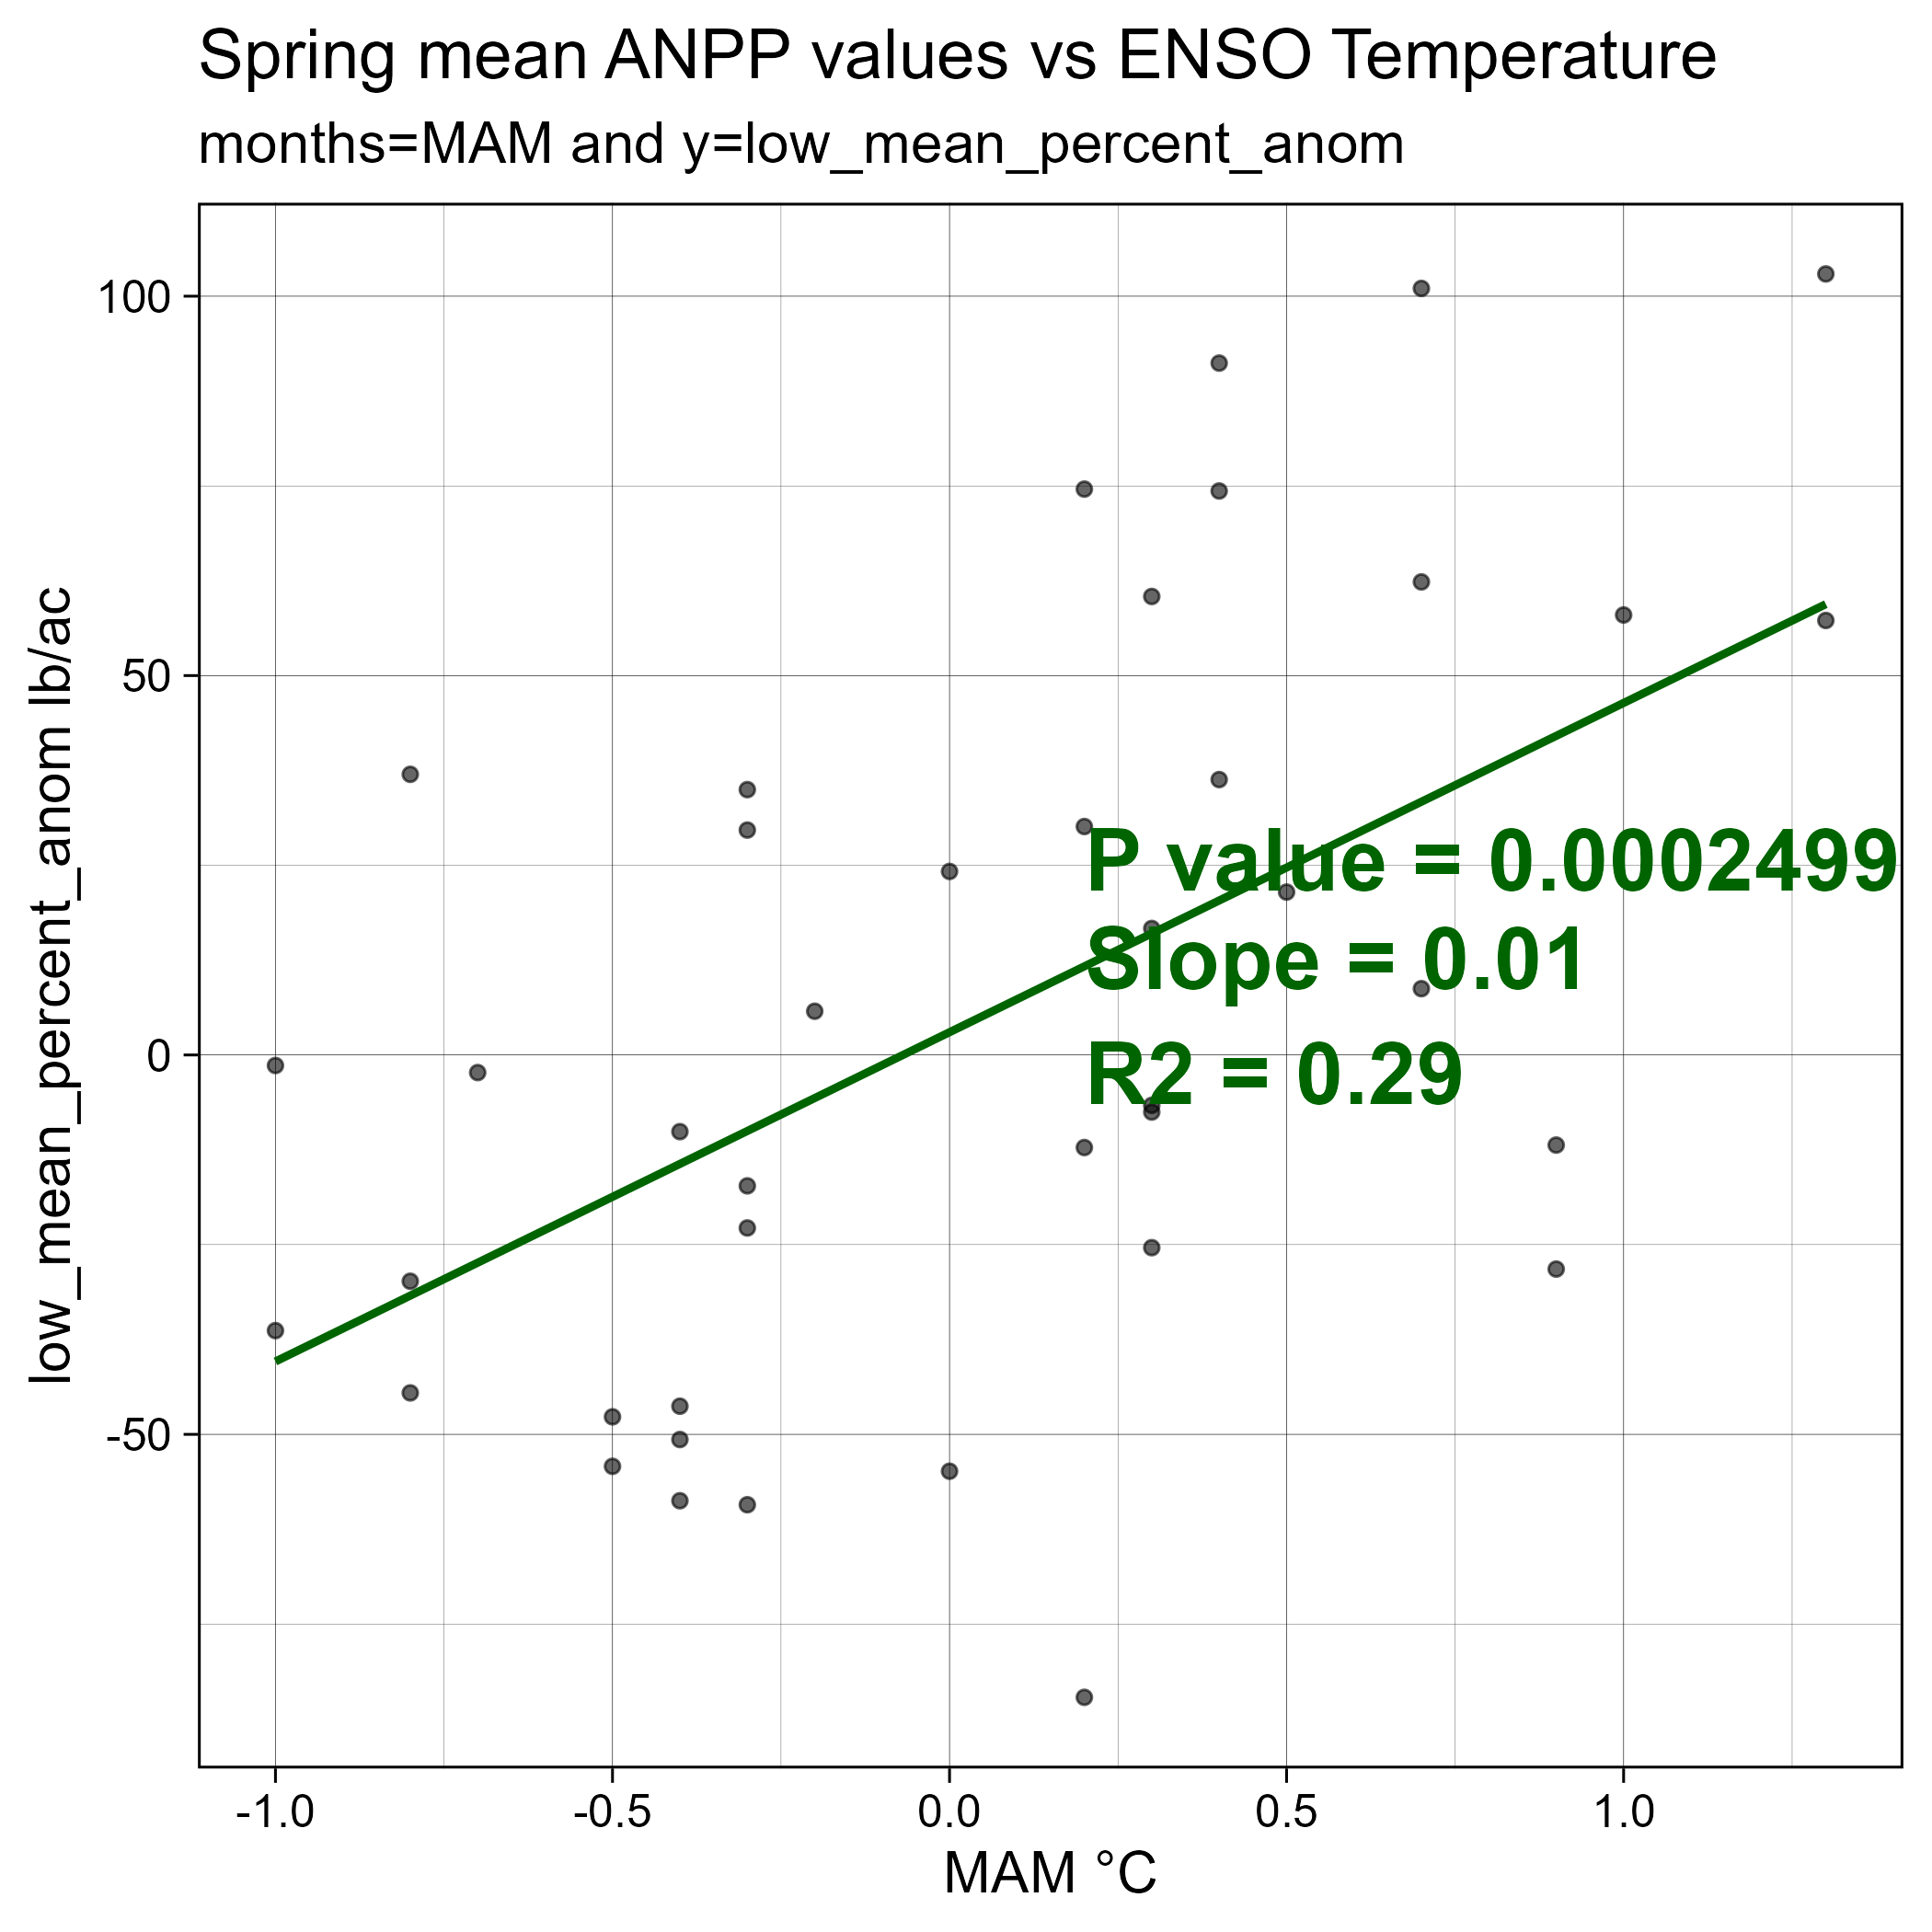 Spring mean ANPP values vs ENSO Temperature
months=MAM and y=low_mean_percent_anom
low_mean_percent_anom lb/ac
100
50
0
-50
P value = 0.0002499
Slope = 0.01
R2 = 0.29
-1.0
-0.5
0.0
0.5
1.0
MAM °C